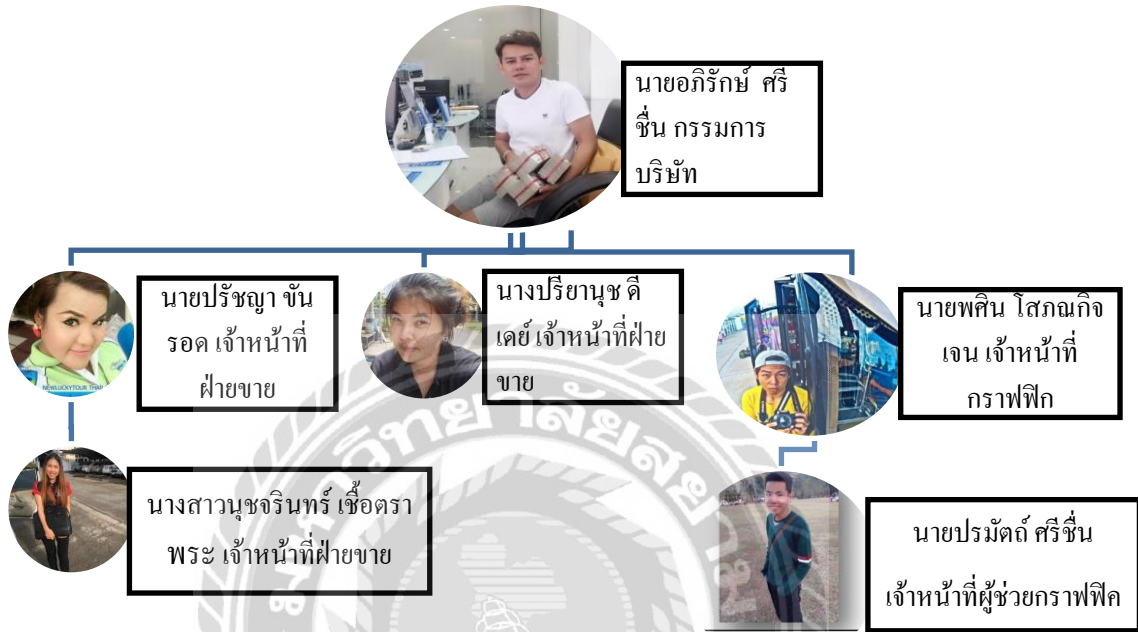 นายอภิรักษ์ ศรี
ชื่น กรรมการ
บริษัท
นายปรัชญา ขัน
รอด เจ้าหน้าที่
ฝ่ายขาย
นางปรียานุช ดี
เดย์ เจ้าหน้าที่ฝ่าย
ขาย
นายพศิน โสภณกิจ
เจน เจ้าหน้าที่
กราฟฟิก
NEWLUCKYTOUR THAI
นางสาวนุชจรินทร์ เชื้อตรา
พระ เจ้าหน้าที่ฝ่ายขาย
นายปรมัตถ์ ศรีชื่น
เจ้าหน้าที่ผู้ช่วยกราฟฟิค